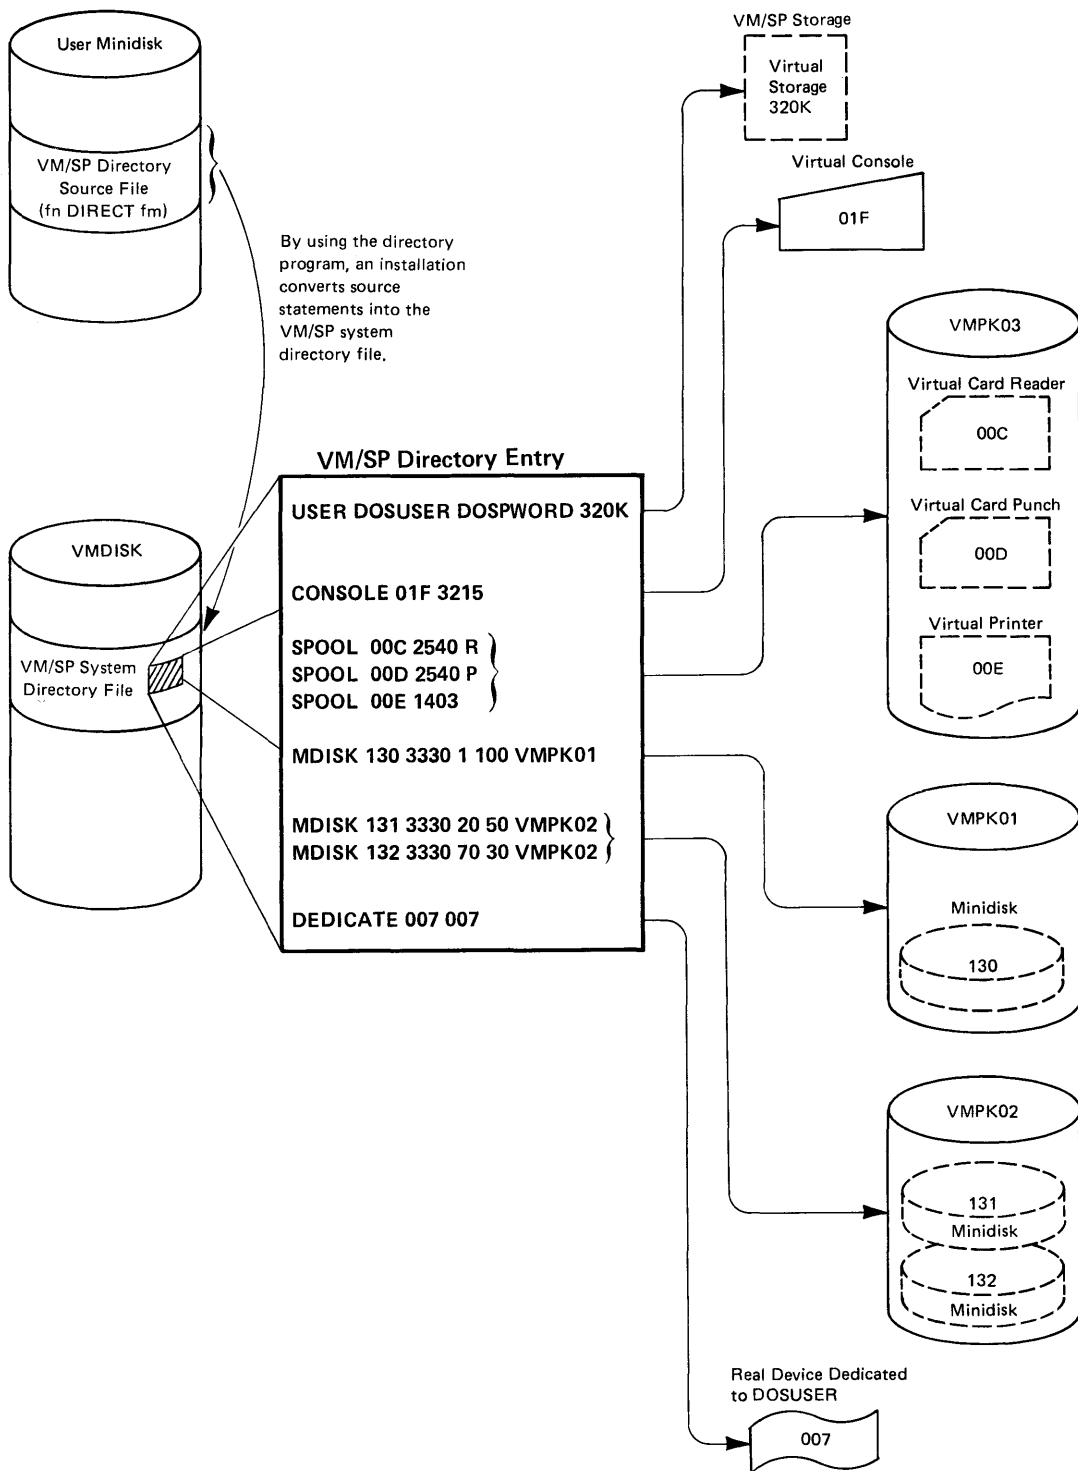 User Minidisk
VM/SP Directory
Source File
(fn DIRECT fm)
By using the directory
program, an installation
converts source
statements into the
VM/SP system
directory file.
VMDISK
VM/SP System
Directory File
VM/SP Directory Entry
USER DOSUSER DOSPWORD 320K
CONSOLE 01F 3215
SPOOL 00C 2540 R
SPOOL 00D 2540 P
SPOOL 00E 1403
MDISK 130 3330 1 100 VMPK01
MDISK 131 3330 20 50 VMPK02
MDISK 132 3330 70 30 VMPK02
DEDICATE 007 007
VM/SP Storage
Virtual
Storage
320K
Virtual Console
01F
VMPK03
Virtual Card Reader
00C
Virtual Card Punch
00D
Virtual Printer
00E
VMPK01
Minidisk
130
VMPK02
131
Minidisk
132
Minidisk
Real Device Dedicated
to DOSUSER
007